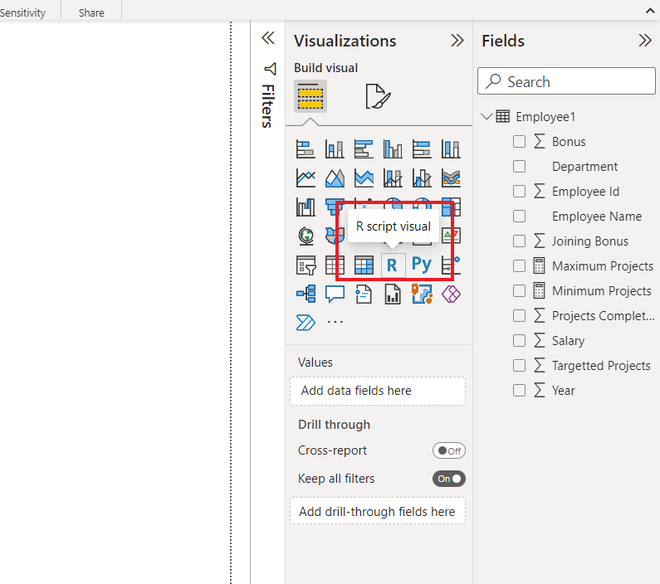 Sensitivity
Share
Visualizations
Fields
Build visual
Filters
Search
Employee1
Bonus
Department
Employee Id
Employee Name
Joining Bonus
Maximum Projects
Minimum Projects
Projects Complet...
Salary
Targetted Projects
Year
R script visual
R
Py
Values
Add data fields here
Drill through
Cross-report
Off
Keep all filters
On
Add drill-through fields here